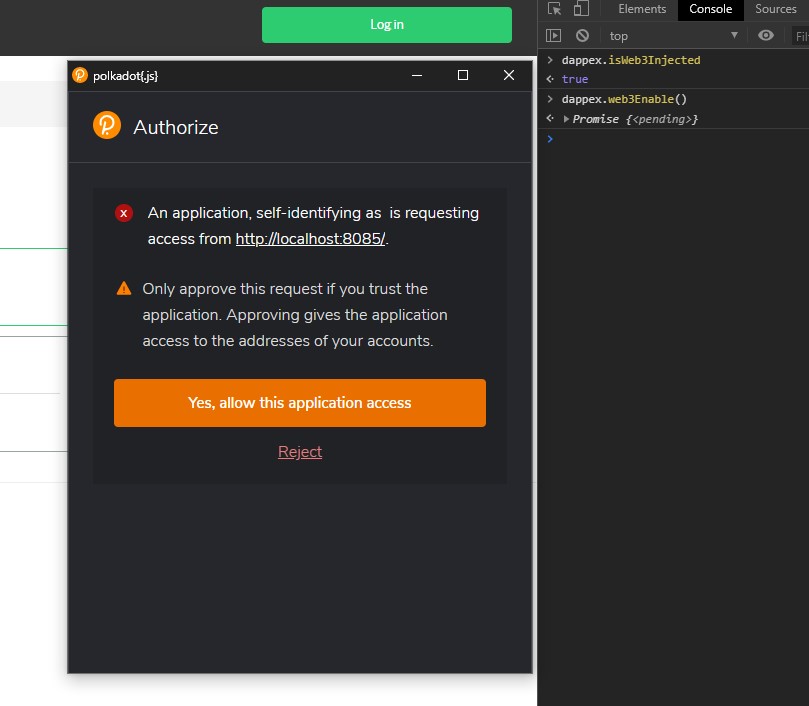 Log in
Elements Console Sources
top Fil
polkadot{.js}
Authorize
x
An application, self-identifying as  is requesting
access from http://localhost:8085/.
Only approve this request if you trust the
application. Approving gives the application
access to the addresses of your accounts.
Yes, allow this application access
Reject
> dappex.isWeb3Injected
< true
> dappex.web3Enable()
< ▶ Promise {<pending>}
>